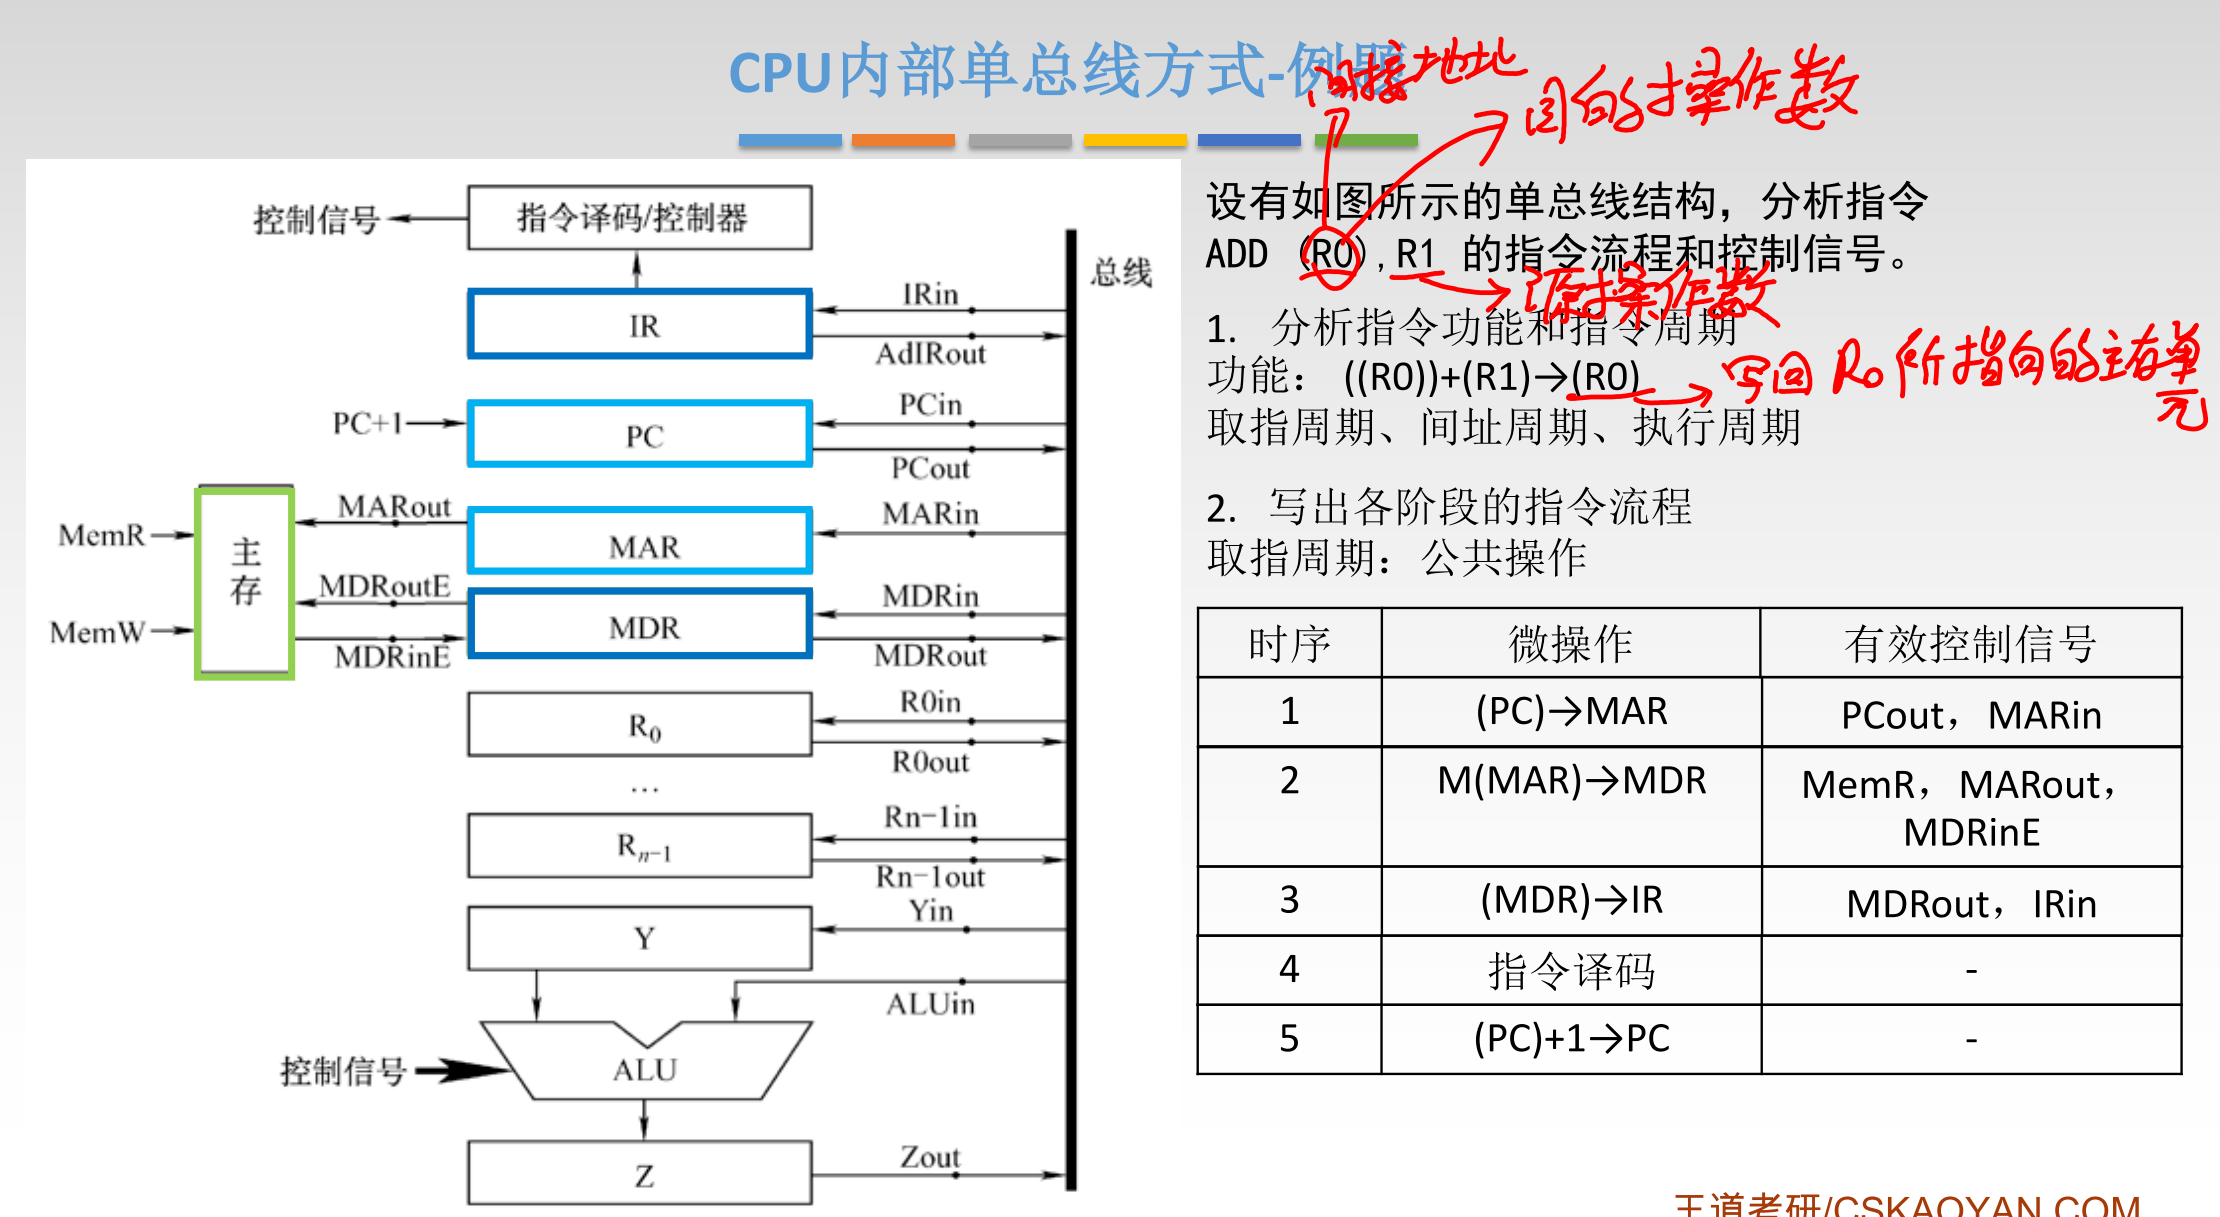 CPU内部单总线方式-例题
间接地址
目的操作数
设有如图所示的单总线结构，分析指令
ADD (R0),R1 的指令流程和控制信号。
源操作数
1. 分析指令功能和指令周期
功能： ((R0))+(R1)→(R0)
写回 R0 所指向的主存单
元
取指周期、间址周期、执行周期
2. 写出各阶段的指令流程
取指周期：公共操作
时序 微操作 有效控制信号
1 (PC)→MAR PCout，MARin
2 M(MAR)→MDR MemR，MARout，
MDRinE
3 (MDR)→IR MDRout，IRin
4 指令译码 -
5 (PC)+1→PC -
控制信号
指令译码/控制器
总线
IR
IRin
AdIRout
PC+1
PC
PCin
PCout
MemR
MemW
主
存
MARout
MAR
MARin
MDRoutE
MDRinE
MDR
MDRin
MDRout
R0
R0in
R0out
…
Rn-1
Rn-1in
Rn-1out
Y
Yin
ALUin
控制信号
ALU
Z
Zout
王道考研/CSKAOYAN.COM